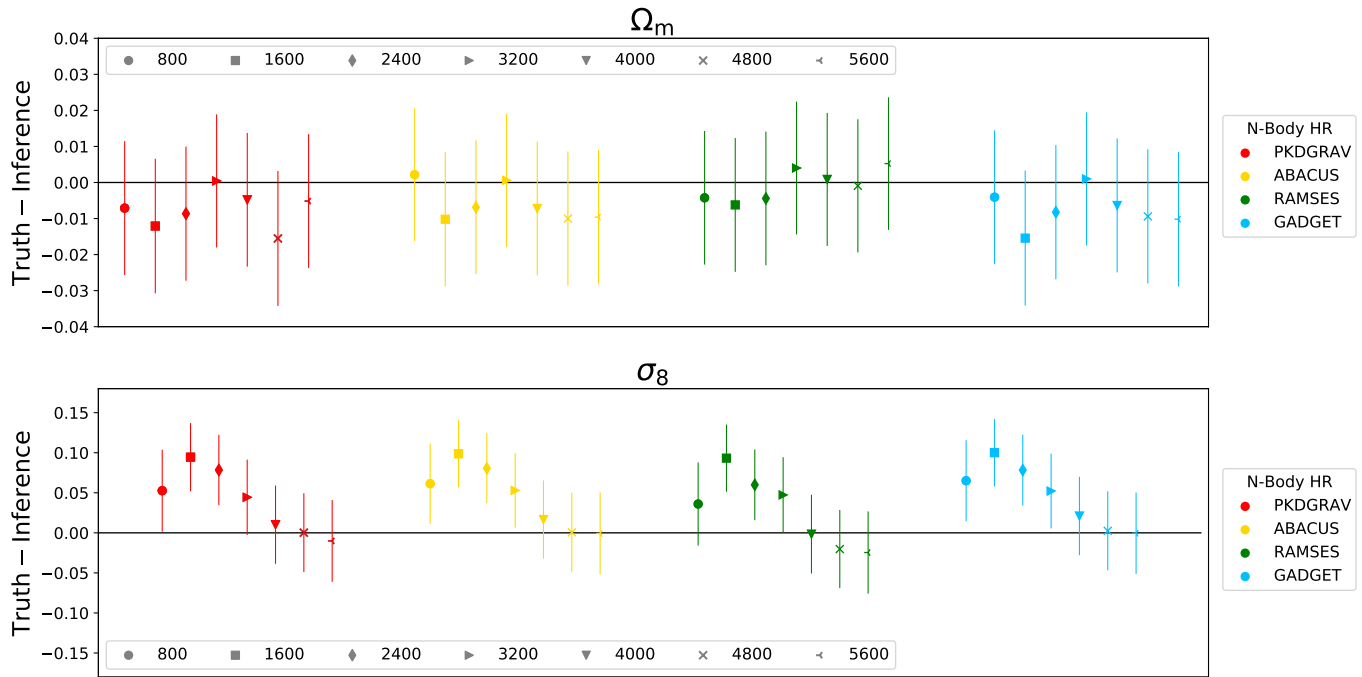 Ωm
0.04
0.03
0.02
0.01
0.00
−0.01
−0.02
−0.03
−0.04
Truth − Inference
800 1600 2400 3200 4000 4800 5600
N-Body HR
PKDGRAV
ABACUS
RAMSES
GADGET
σ8
0.15
0.10
0.05
0.00
−0.05
−0.10
−0.15
Truth − Inference
800 1600 2400 3200 4000 4800 5600
N-Body HR
PKDGRAV
ABACUS
RAMSES
GADGET